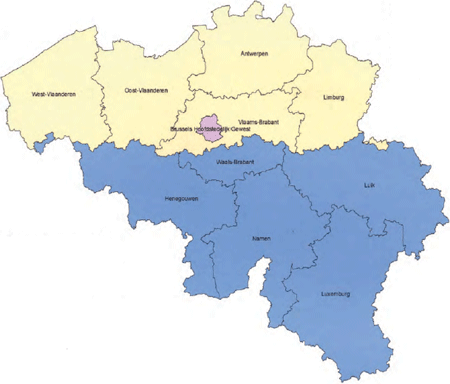 Antwerpen
West-Vlaanderen
Oost-Vlaanderen
Limburg
Vlaams-Brabant
Brussels Hoofdstedelijk Gewest
Waals-Brabant
Luik
Henegouwen
Namen
Luxemburg